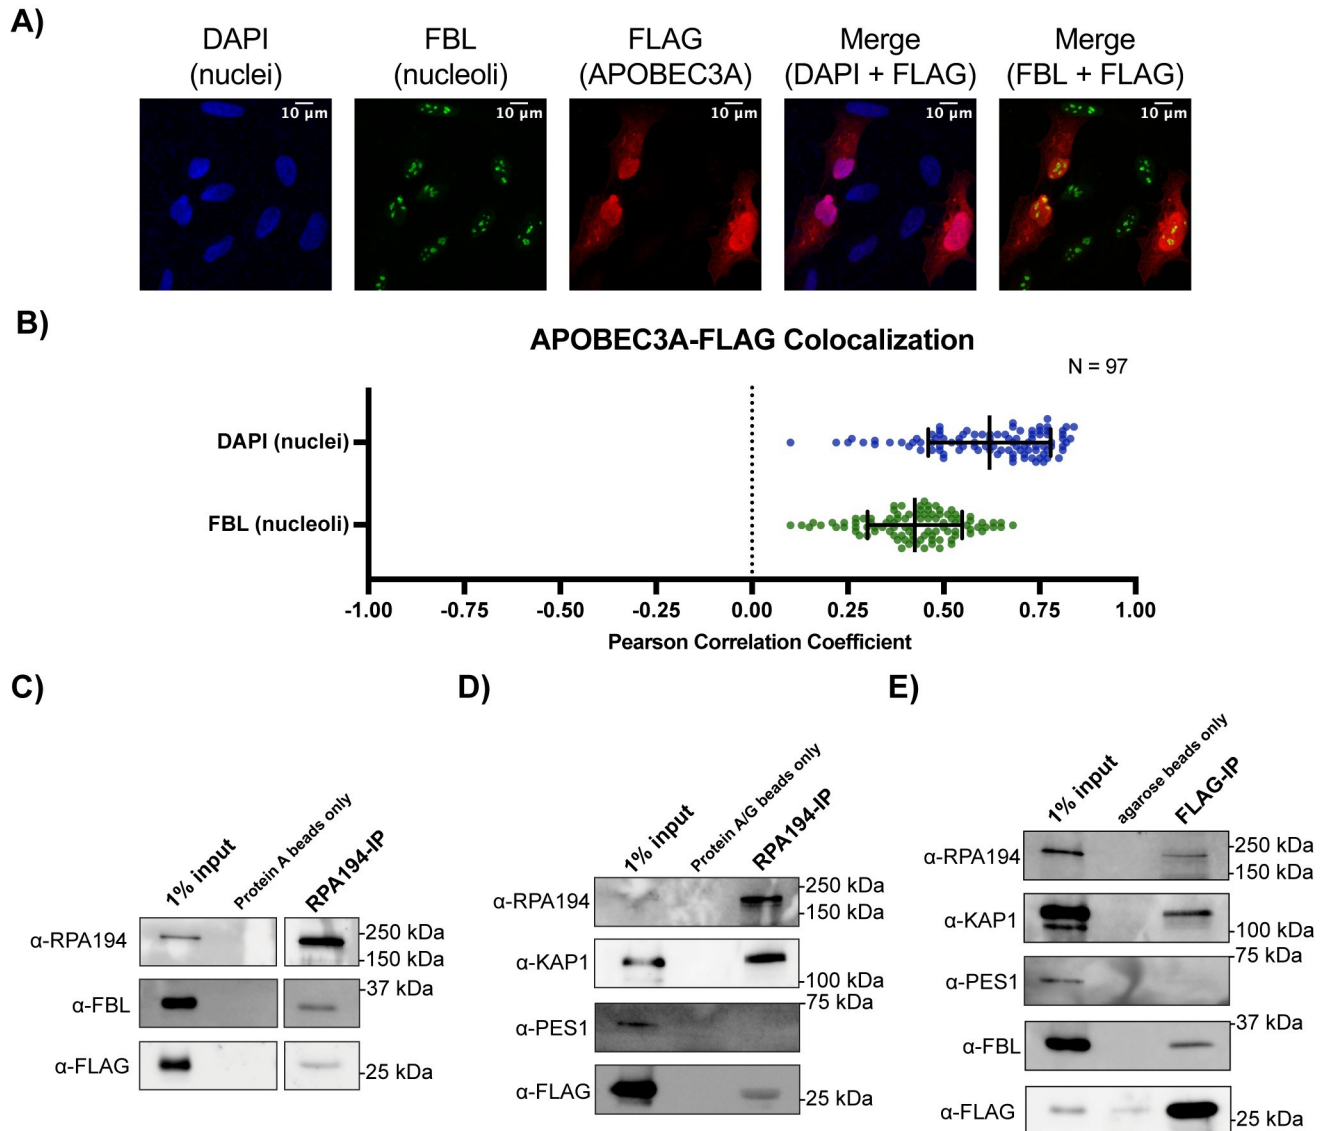 A)
DAPI
(nuclei)
FBL
(nucleoli)
FLAG
(APOBEC3A)
Merge
(DAPI + FLAG)
Merge
(FBL + FLAG)
10 μm
10 μm
10 μm
10 μm
10 μm
B)
APOBEC3A-FLAG Colocalization
N = 97
DAPI (nuclei)
FBL (nucleoli)
-1.00 -0.75 -0.50 -0.25 0.00 0.25 0.50 0.75 1.00
Pearson Correlation Coefficient
C)
1% input
Protein A beads only
RPA194-IP
α-RPA194
-250 kDa
-150 kDa
α-FBL
-37 kDa
α-FLAG
-25 kDa
D)
1% input
Protein A/G beads only
RPA194-IP
α-RPA194
-250 kDa
-150 kDa
α-KAP1
-100 kDa
α-PES1
-75 kDa
α-FLAG
-25 kDa
E)
1% input
agarose beads only
FLAG-IP
α-RPA194
-250 kDa
-150 kDa
α-KAP1
-100 kDa
α-PES1
-75 kDa
α-FBL
-37 kDa
α-FLAG
-25 kDa